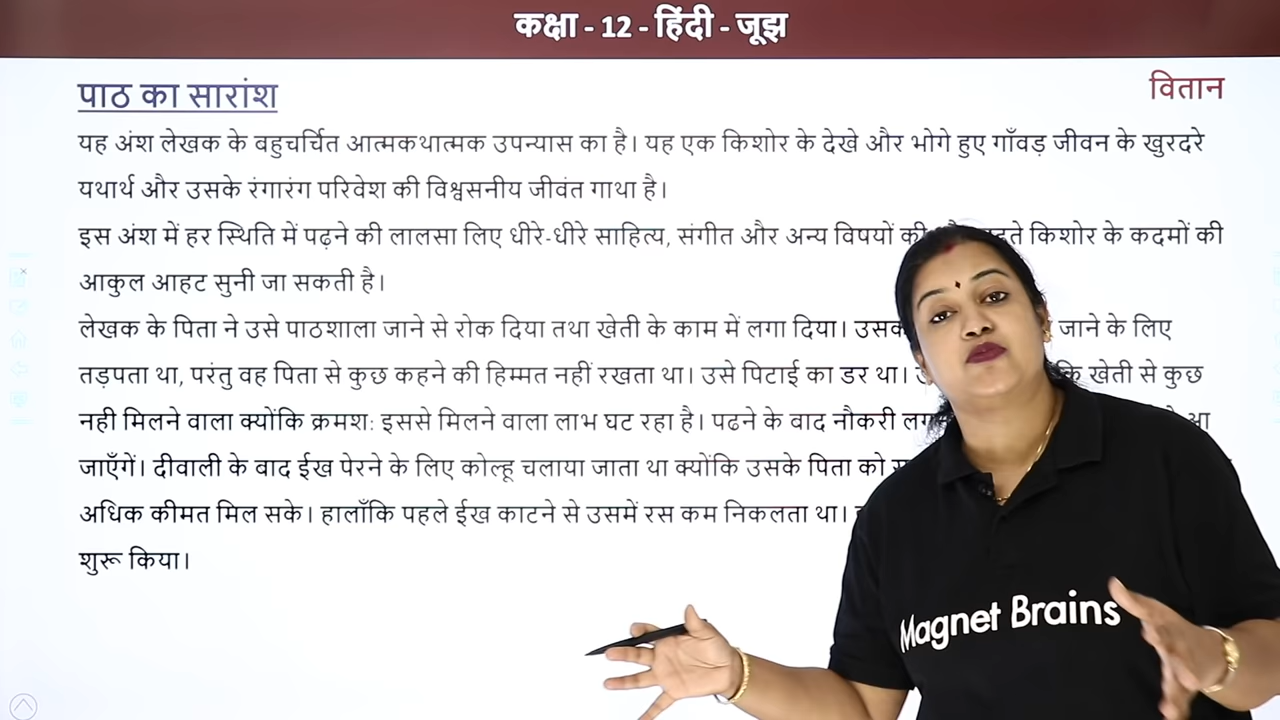 कक्षा - 12 - हिंदी - जूझ
पाठ का सारांश
वितान
यह अंश लेखक के बहुचर्चित आत्मकथात्मक उपन्यास का है। यह एक किशोर के देखे और भोगे हुए गाँवड़ जीवन के खुरदरे
यथार्थ और उसके रंगारंग परिवेश की विश्वसनीय जीवंत गाथा है।
इस अंश में हर स्थिति में पढ़ने की लालसा लिए धीरे-धीरे साहित्य, संगीत और अन्य विषयों की किशोर के कदमों की
आकुल आहट सुनी जा सकती है।
लेखक के पिता ने उसे पाठशाला जाने से रोक दिया तथा खेती के काम में लगा दिया। जाने के लिए
तड़पता था, परंतु वह पिता से कुछ कहने की हिम्मत नहीं रखता था। उसे पिटाई का डर था। खेती से कुछ
नही मिलने वाला क्योंकि क्रमश: इससे मिलने वाला लाभ घट रहा है। पढने के बाद नौकरी आ
जाएँगें। दीवाली के बाद ईख पेरने के लिए कोल्हू चलाया जाता था क्योंकि उसके पिता को
अधिक कीमत मिल सके। हालाँकि पहले ईख काटने से उसमें रस कम निकलता था।
शुरू किया।
Magnet Brains